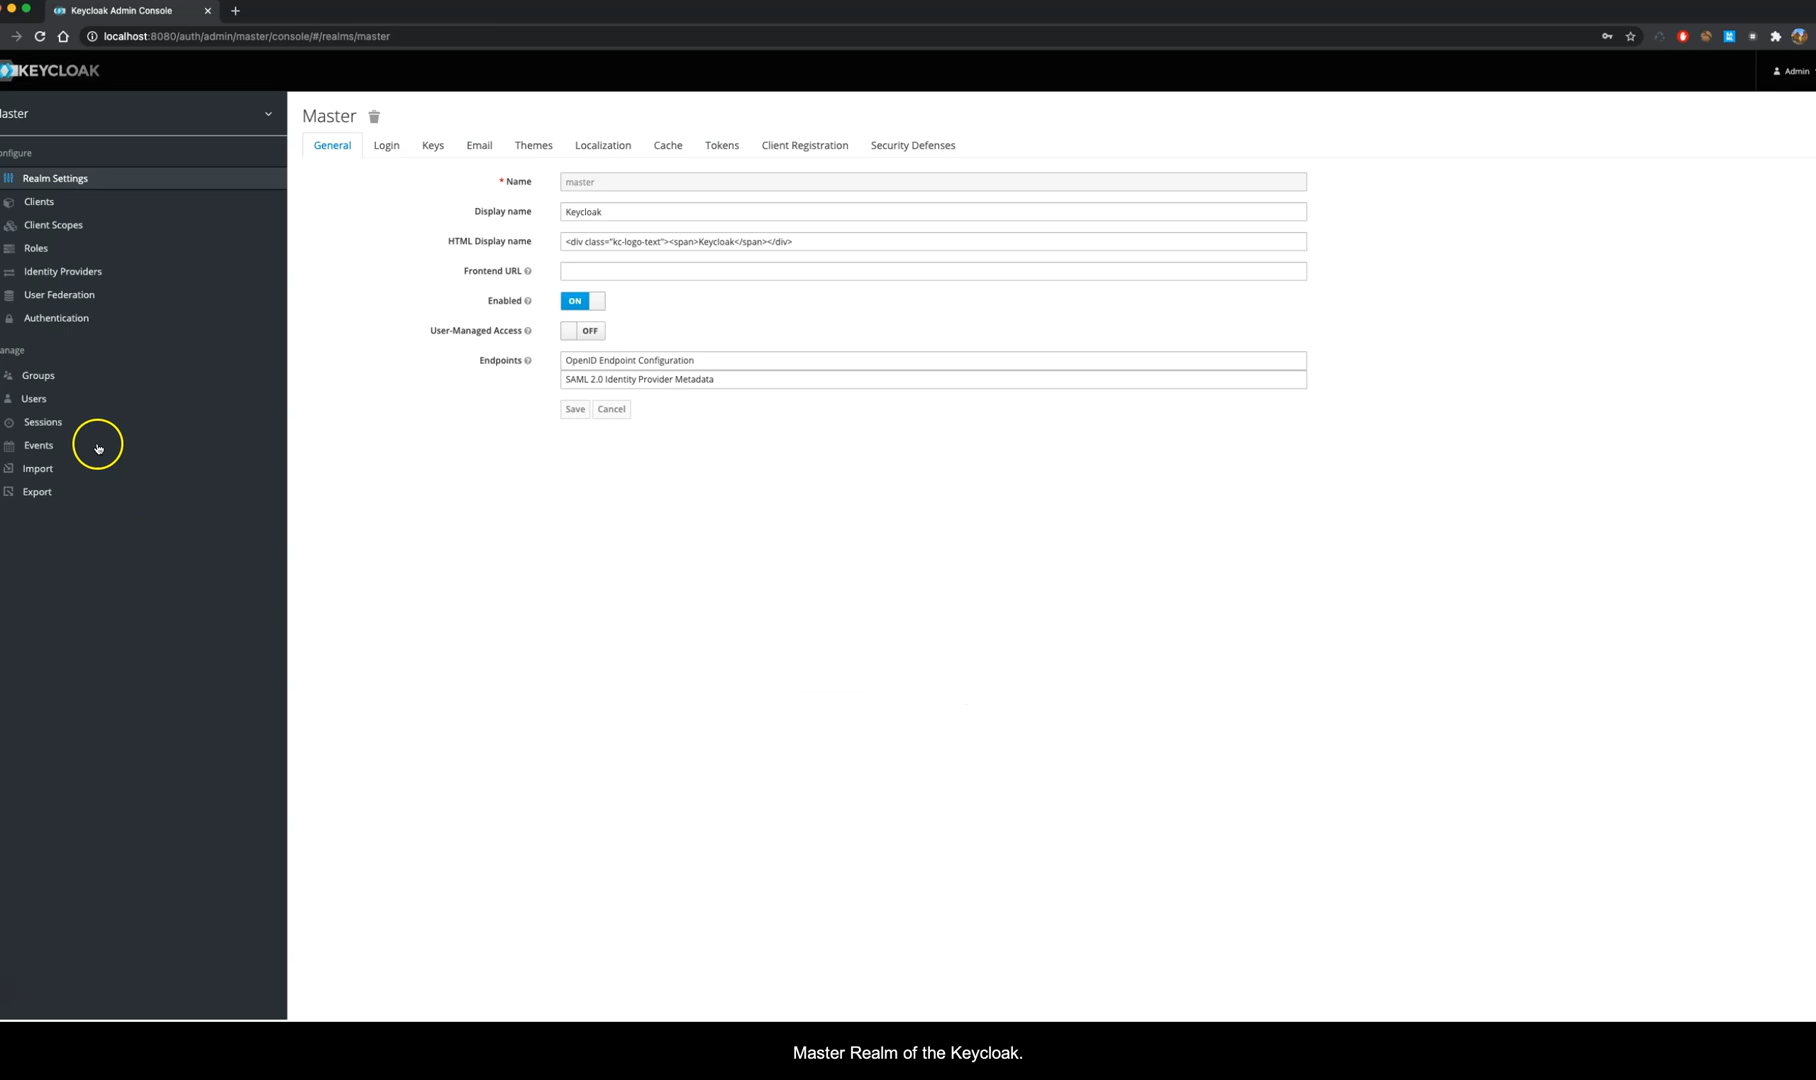 Keycloak Admin Console
localhost:8080/auth/admin/master/console/#/realms/master
KEYCLOAK
Admin
aster
onfigure
Realm Settings
Clients
Client Scopes
Roles
Identity Providers
User Federation
Authentication
anage
Groups
Users
Sessions
Events
Import
Export
Master
General Login Keys Email Themes Localization Cache Tokens Client Registration Security Defenses
* Name master
Display name Keycloak
HTML Display name <div class="kc-logo-text"><span>Keycloak</span></div>
Frontend URL
Enabled ON
User-Managed Access OFF
Endpoints OpenID Endpoint Configuration
SAML 2.0 Identity Provider Metadata
Save Cancel
Master Realm of the Keycloak.